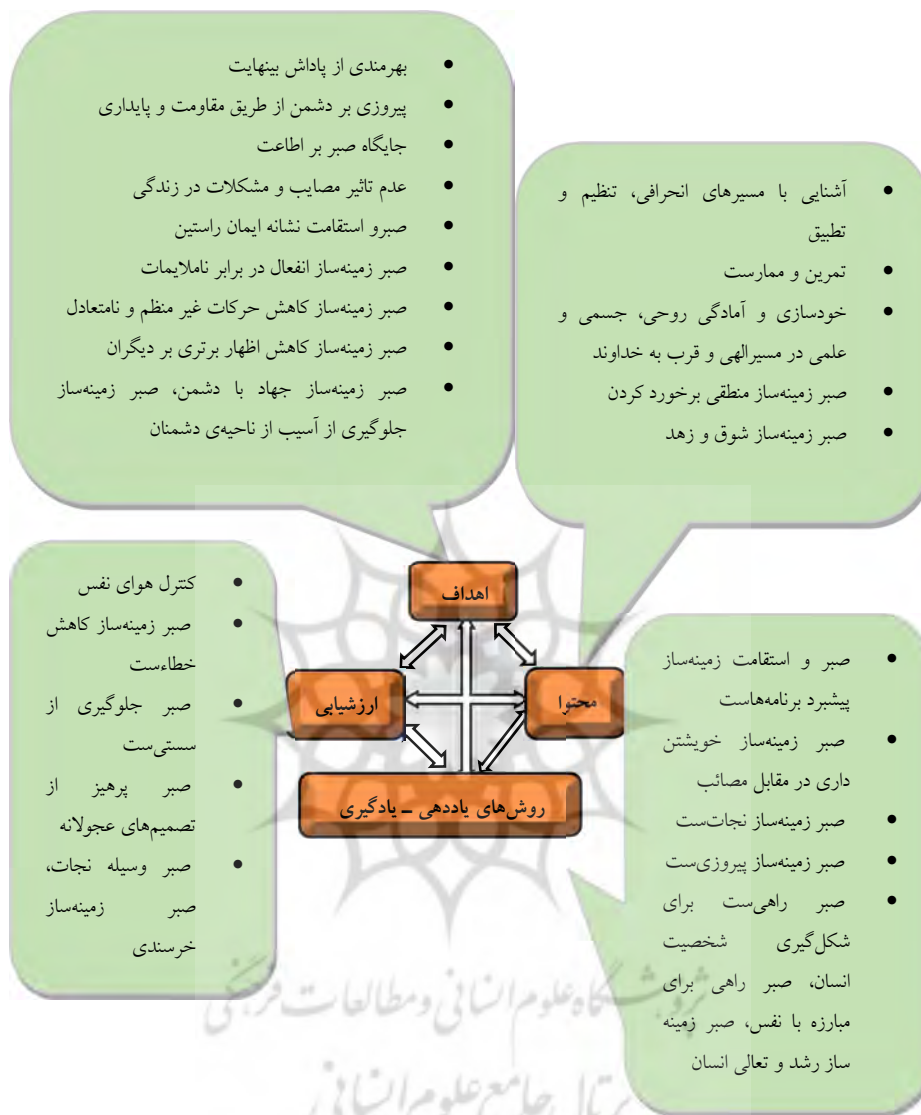 بهرمندی از پاداش بینهایت
پیروزی بر دشمن از طریق مقاومت و پایداری
جایگاه صبر بر اطاعت
عدم تاثیر مصایب و مشکلات در زندگی
صبرو استقامت نشانه ایمان راستین
صبر زمینه‌ساز انفعال در برابر ناملایمات
صبر زمینه‌ساز کاهش حرکات غیر منظم و نامتعادل
صبر زمینه‌ساز کاهش اظهار برتری بر دیگران
صبر زمینه‌ساز جهاد با دشمن، صبر زمینه‌ساز
جلوگیری از آسیب از ناحیه‌ی دشمنان
آشنایی با مسیرهای انحرافی، تنظیم و
تطبیق
تمرین و ممارست
خودسازی و آمادگی روحی، جسمی و
علمی در مسیرالهی و قرب به خداوند
صبر زمینه‌ساز منطقی برخورد کردن
صبر زمینه‌ساز شوق و زهد
اهداف
محتوا
ارزشیابی
روش‌های یاددهی ـ یادگیری
صبر و استقامت زمینه‌ساز
پیشبرد برنامه‌هاست
صبر زمینه‌ساز خویشتن
داری در مقابل مصائب
صبر زمینه‌ساز نجات‌ست
صبر زمینه‌ساز پیروزی‌ست
صبر راهی‌ست برای
شکل‌گیری شخصیت
انسان، صبر راهی برای
مبارزه با نفس، صبر زمینه
ساز رشد و تعالی انسان
کنترل هوای نفس
صبر زمینه‌ساز کاهش
خطاءست
صبر جلوگیری از
سستی‌ست
صبر پرهیز از
تصمیم‌های عجولانه
صبر وسیله نجات،
صبر زمینه‌ساز
خرسندی
پژوهشگاه علوم انسانی و مطالعات فرهنگی
پرتال جامع علوم انسانی